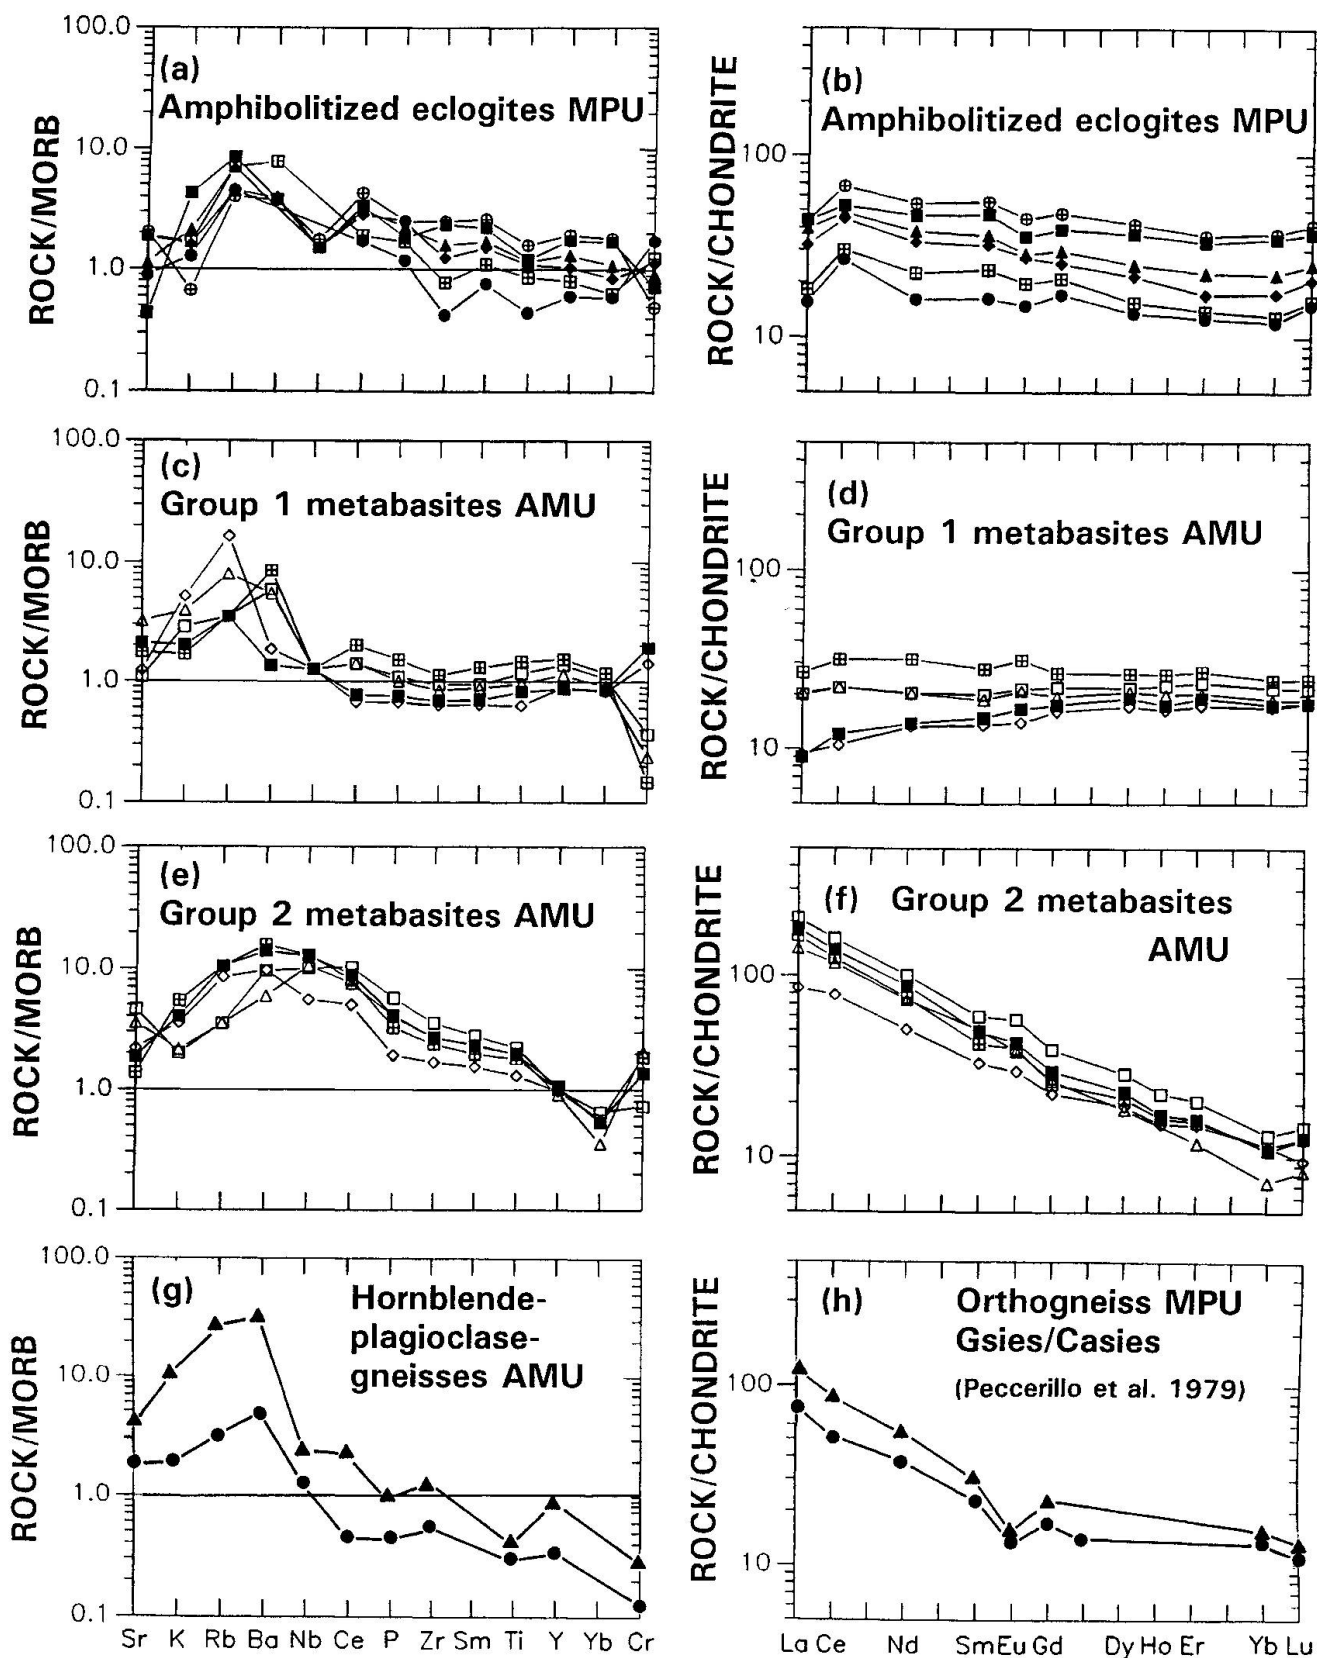 100.0
(a)
Amphibolitized eclogites MPU
10.0
1.0
0.1
ROCK/MORB
(b)
Amphibolitized eclogites MPU
100
10
ROCK/CHONDRITE
100.0
(c)
Group 1 metabasites AMU
10.0
1.0
0.1
ROCK/MORB
(d)
Group 1 metabasites AMU
100
10
ROCK/CHONDRITE
100.0
(e)
Group 2 metabasites AMU
10.0
1.0
0.1
ROCK/MORB
(f) Group 2 metabasites
AMU
100
10
ROCK/CHONDRITE
100.0
(g) Hornblende-
plagioclase-
gneisses AMU
10.0
1.0
0.1
ROCK/MORB
Sr K Rb Ba Nb Ce P Zr Sm Ti Y Yb Cr
(h) Orthogneiss MPU
Gsies/Casies
(Peccerillo et al. 1979)
100
10
ROCK/CHONDRITE
La Ce Nd Sm Eu Gd Dy Ho Er Yb Lu